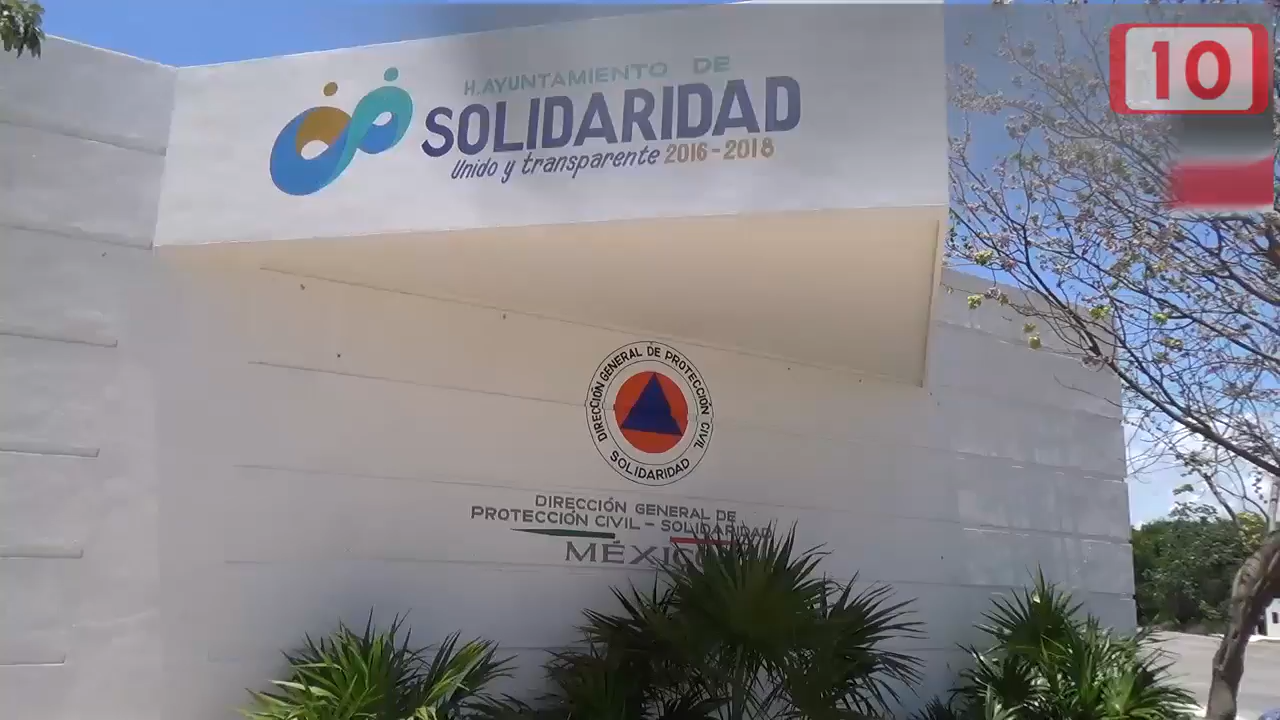 10
H. AYUNTAMIENTO DE
SOLIDARIDAD
Unido y transparente 2016-2018
DIRECCIÓN GENERAL DE PROTECCIÓN CIVIL
SOLIDARIDAD
DIRECCIÓN GENERAL DE
PROTECCIÓN CIVIL - SOLIDARIDAD
MÉXICO